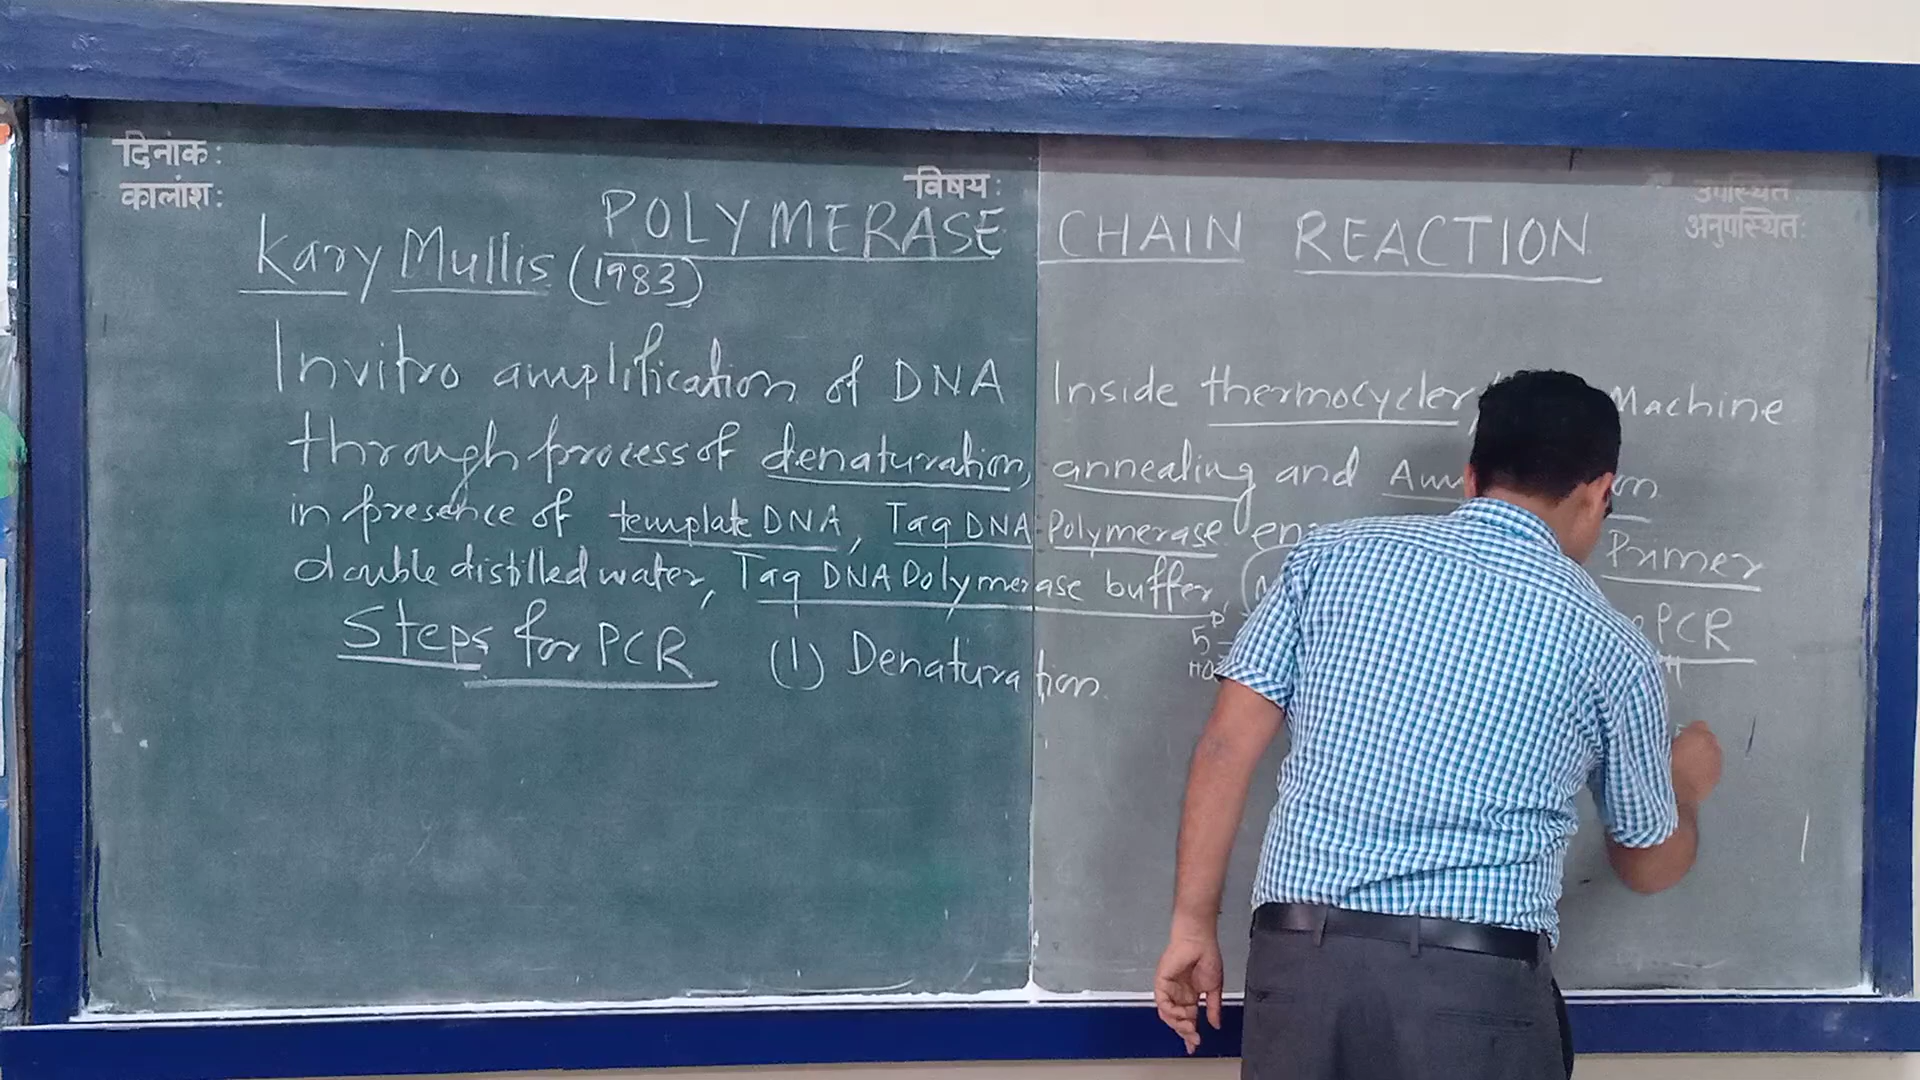 दिनांक:
कालांश:
विषय:
उपस्थित:
अनुपस्थित:
POLYMERASE CHAIN REACTION
Kary Mullis (1983)
Invitro amplification of DNA Inside thermocycler Machine
through process of denaturation, annealing and
in presence of template DNA, Taq DNA Polymerase Primer
double distilled water, Taq DNA Polymerase buffer, PCR
Steps for PCR (1) Denaturation.
5 P
HO